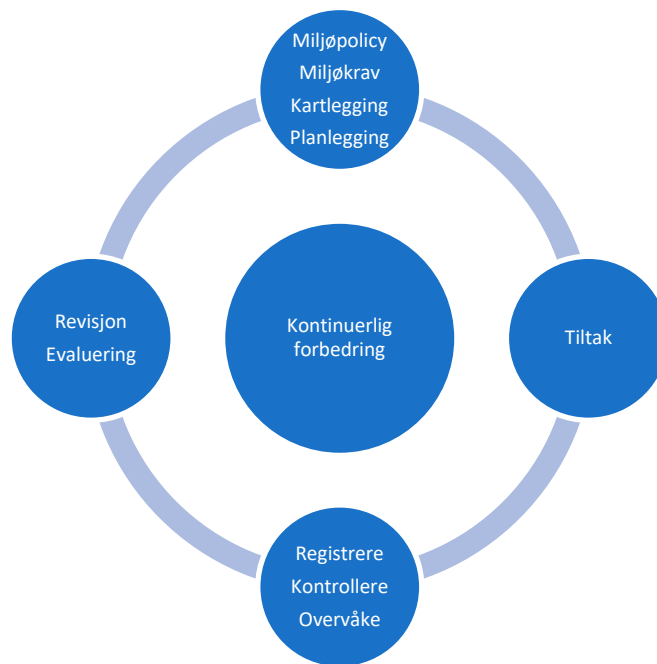 Miljøpolicy
Miljøkrav
Kartlegging
Planlegging
Tiltak
Registrere
Kontrollere
Overvåke
Revisjon
Evaluering
Kontinuerlig
forbedring